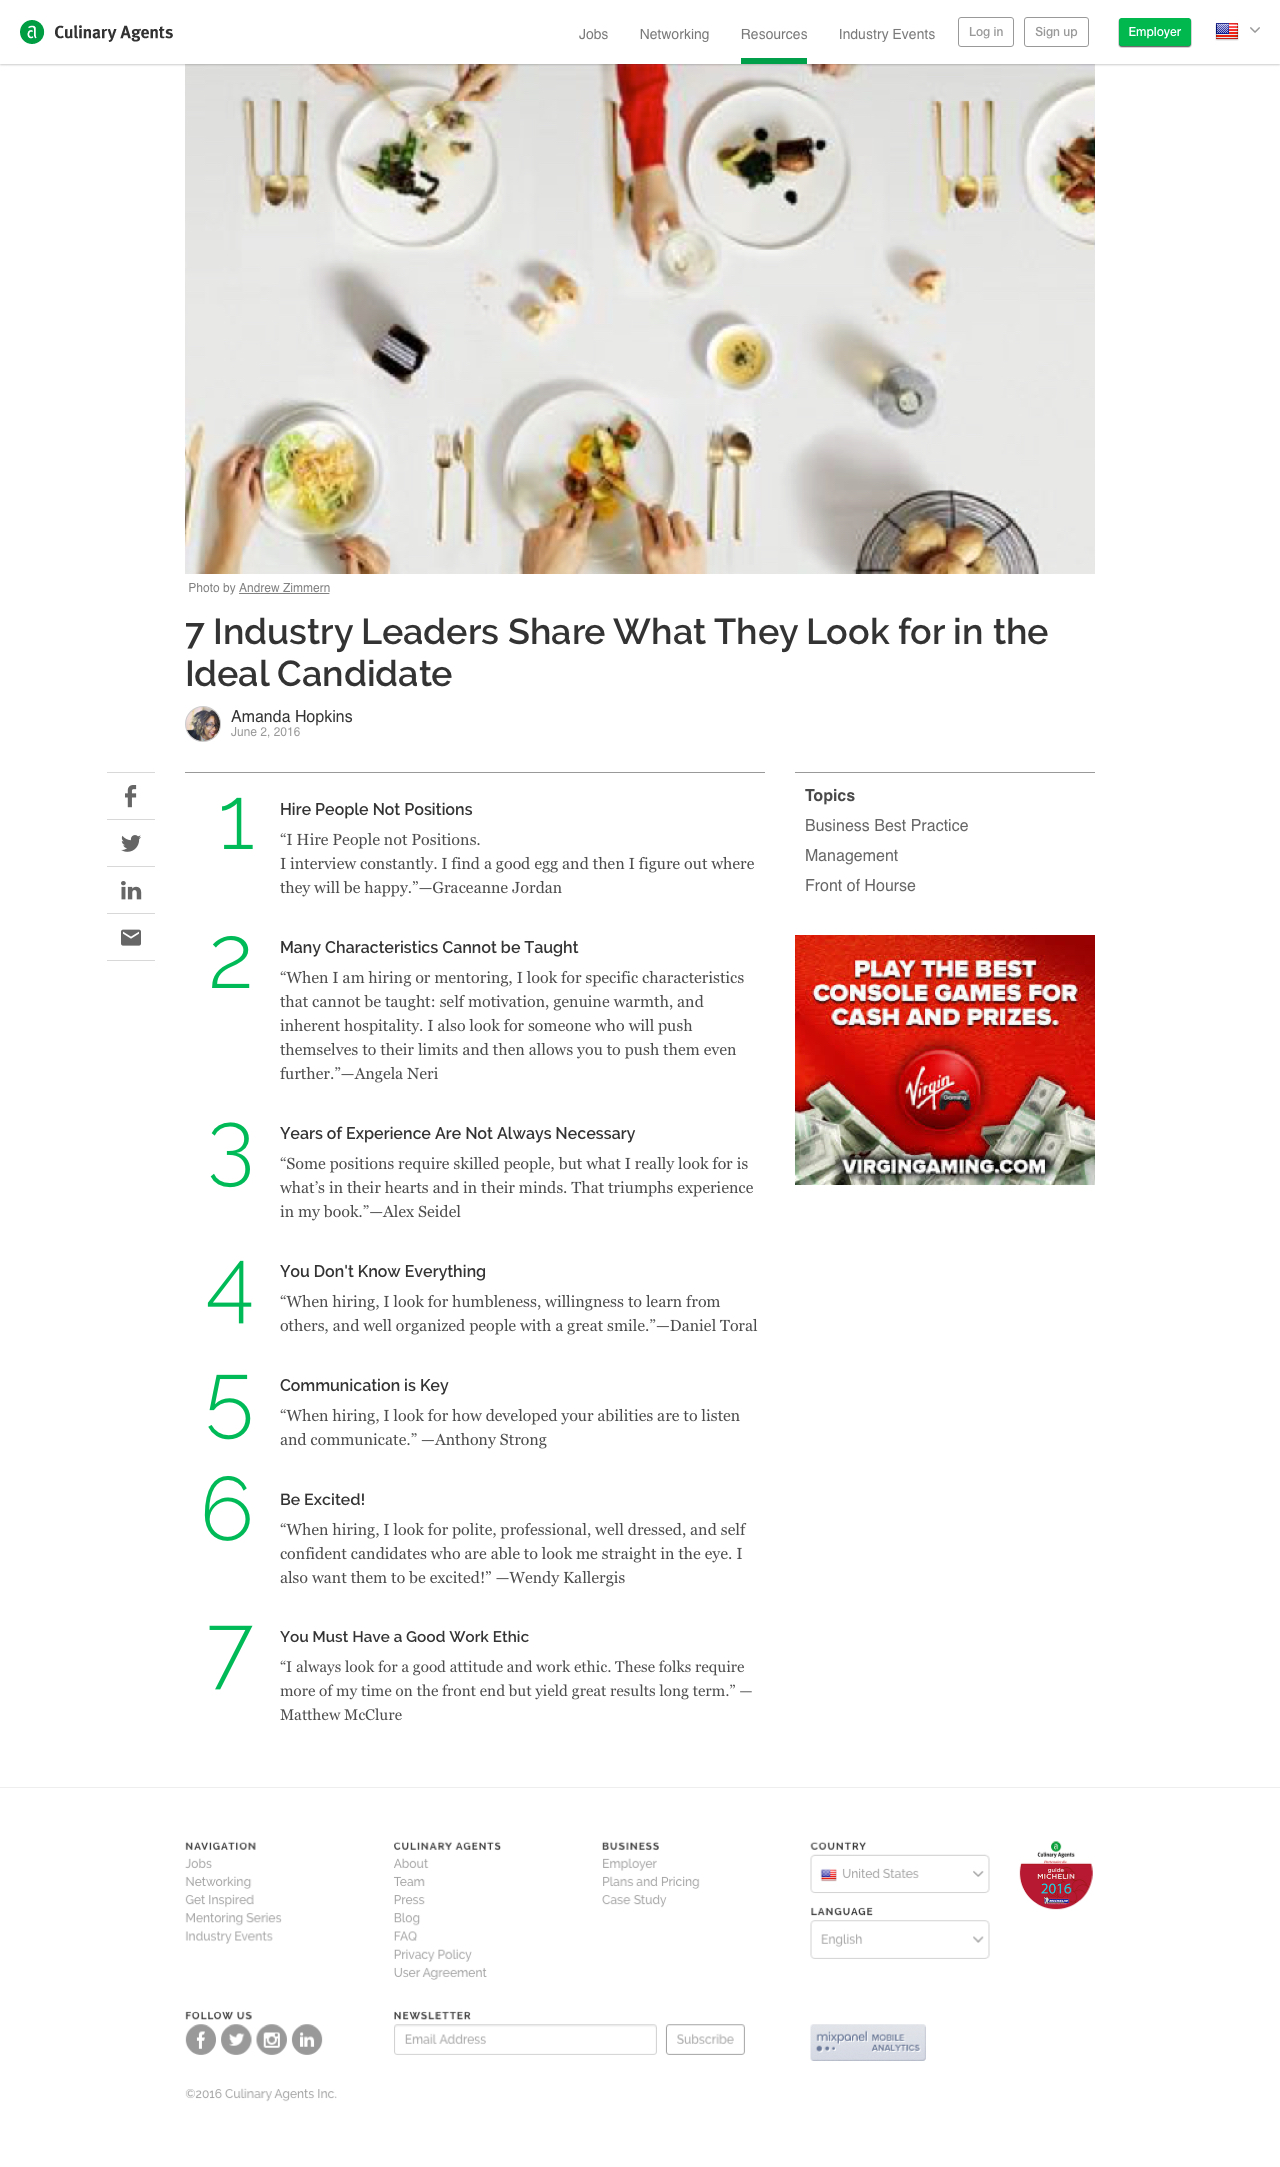 Culinary Agents
Jobs Networking Resources Industry Events Log in Sign up Employer
Photo by Andrew Zimmern
7 Industry Leaders Share What They Look for in the
Ideal Candidate
Amanda Hopkins
June 2, 2016
1
Hire People Not Positions
“I Hire People not Positions.
I interview constantly. I find a good egg and then I figure out where
they will be happy.”—Graceanne Jordan
2
Many Characteristics Cannot be Taught
“When I am hiring or mentoring, I look for specific characteristics
that cannot be taught: self motivation, genuine warmth, and
inherent hospitality. I also look for someone who will push
themselves to their limits and then allows you to push them even
further.”—Angela Neri
3
Years of Experience Are Not Always Necessary
“Some positions require skilled people, but what I really look for is
what’s in their hearts and in their minds. That triumphs experience
in my book.”—Alex Seidel
4
You Don't Know Everything
“When hiring, I look for humbleness, willingness to learn from
others, and well organized people with a great smile.”—Daniel Toral
5
Communication is Key
“When hiring, I look for how developed your abilities are to listen
and communicate.” —Anthony Strong
6
Be Excited!
“When hiring, I look for polite, professional, well dressed, and self
confident candidates who are able to look me straight in the eye. I
also want them to be excited!” —Wendy Kallergis
7
You Must Have a Good Work Ethic
“I always look for a good attitude and work ethic. These folks require
more of my time on the front end but yield great results long term.” —
Matthew McClure
Topics
Business Best Practice
Management
Front of Hourse
PLAY THE BEST
CONSOLE GAMES FOR
CASH AND PRIZES.
Virgin
Gaming
VIRGINGAMING.COM
NAVIGATION
Jobs
Networking
Get Inspired
Mentoring Series
Industry Events
CULINARY AGENTS
About
Team
Press
Blog
FAQ
Privacy Policy
User Agreement
BUSINESS
Employer
Plans and Pricing
Case Study
COUNTRY
United States
LANGUAGE
English
Culinary Agents
guide
MICHELIN
2016
FOLLOW US
NEWSLETTER
Email Address
Subscribe
mixpanel MOBILE
ANALYTICS
©2016 Culinary Agents Inc.